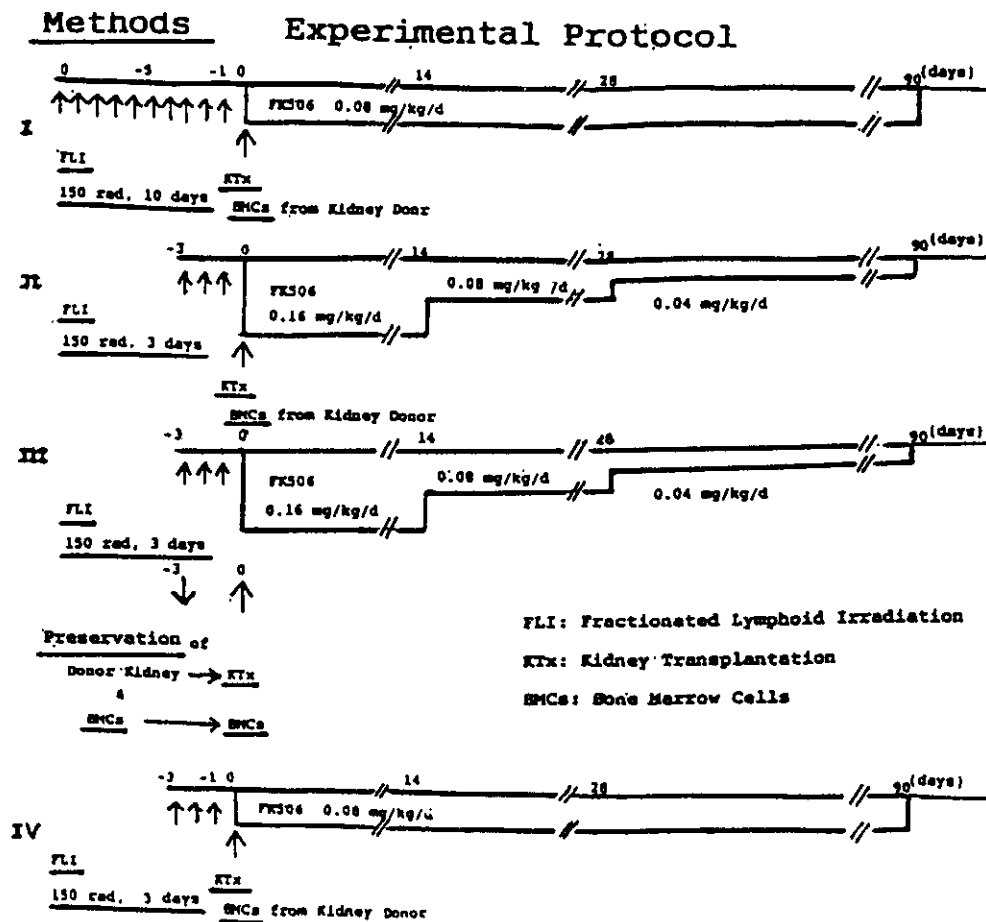 Methods Experimental Protocol
0 -5 -1 0 14 28 90 (days)
FK506 0.08 mg/kg/d
I
FLI
150 rad, 10 days
KTx
BMCs from Kidney Donor
-3 0 14 28 90 (days)
II
FK506 0.08 mg/kg/d
0.16 mg/kg/d 0.04 mg/kg/d
FLI
150 rad, 3 days
KTx
BMCs from Kidney Donor
-3 0 14 28 90 (days)
III
FK506 0.08 mg/kg/d
0.16 mg/kg/d 0.04 mg/kg/d
FLI
150 rad, 3 days
-3 0
Preservation of
Donor Kidney KTx
&
BMCs BMCs
FLI: Fractionated Lymphoid Irradiation
KTx: Kidney Transplantation
BMCs: Bone Marrow Cells
-3 -1 0 14 28 90 (days)
FK506 0.08 mg/kg/d
IV
FLI
150 rad, 3 days
KTx
BMCs from Kidney Donor